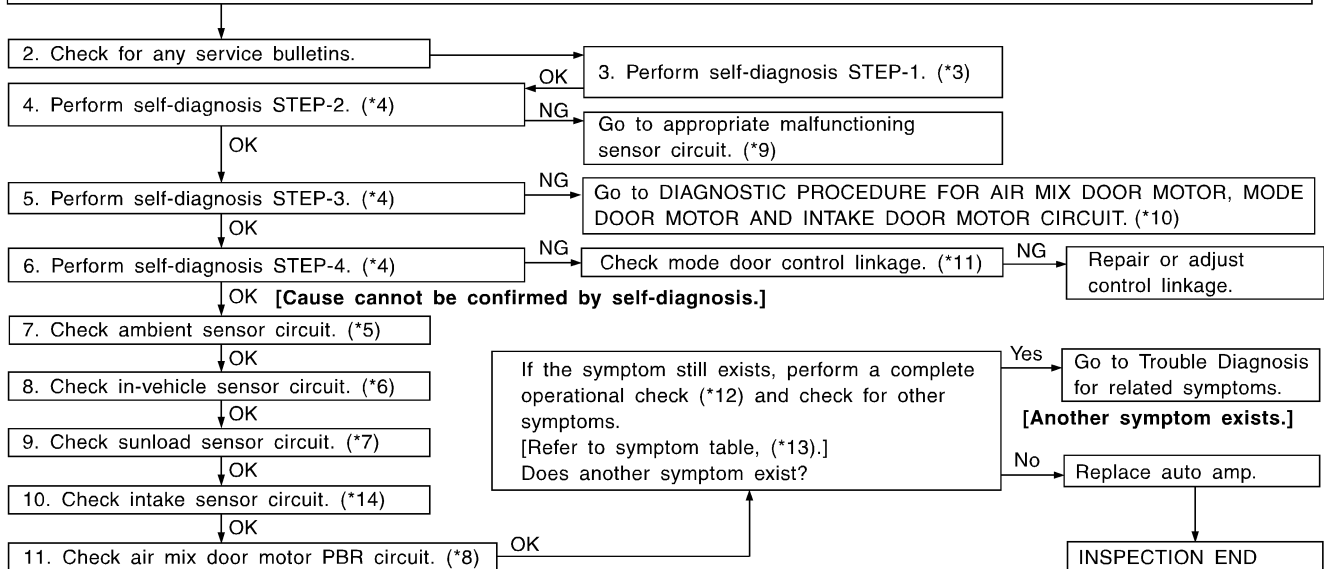 2. Check for any service bulletins.
3. Perform self-diagnosis STEP-1. (*3)
OK
4. Perform self-diagnosis STEP-2. (*4)
NG
Go to appropriate malfunctioning
sensor circuit. (*9)
OK
5. Perform self-diagnosis STEP-3. (*4)
NG
Go to DIAGNOSTIC PROCEDURE FOR AIR MIX DOOR MOTOR, MODE
DOOR MOTOR AND INTAKE DOOR MOTOR CIRCUIT. (*10)
OK
6. Perform self-diagnosis STEP-4. (*4)
NG
Check mode door control linkage. (*11)
NG
Repair or adjust
control linkage.
OK
[Cause cannot be confirmed by self-diagnosis.]
7. Check ambient sensor circuit. (*5)
OK
8. Check in-vehicle sensor circuit. (*6)
OK
9. Check sunload sensor circuit. (*7)
OK
10. Check intake sensor circuit. (*14)
OK
11. Check air mix door motor PBR circuit. (*8)
OK
If the symptom still exists, perform a complete
operational check (*12) and check for other
symptoms.
[Refer to symptom table, (*13).]
Does another symptom exist?
Yes
Go to Trouble Diagnosis
for related symptoms.
[Another symptom exists.]
No
Replace auto amp.
INSPECTION END